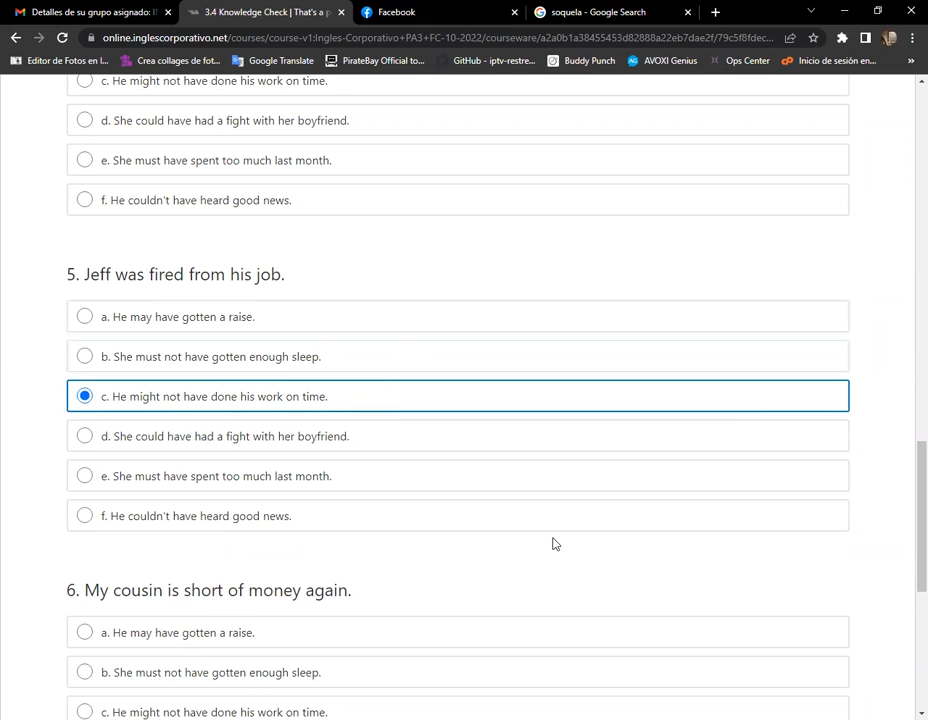 Detalles de su grupo asignado: IN
3.4 Knowledge Check | That's a p
Facebook
soquela - Google Search
online.inglescorporativo.net/courses/course-v1:Ingles-Corporativo+PA3+FC-10-2022/courseware/a2a0b1a38455453d82888a22eb7dae2f/79c5f8fdec...
Editor de Fotos en l...
Crea collages de fot...
Google Translate
PirateBay Official to...
GitHub - iptv-restre...
Buddy Punch
AVOXI Genius
Ops Center
Inicio de sesión en...
c. He might not have done his work on time.
d. She could have had a fight with her boyfriend.
e. She must have spent too much last month.
f. He couldn't have heard good news.
5. Jeff was fired from his job.
a. He may have gotten a raise.
b. She must not have gotten enough sleep.
c. He might not have done his work on time.
d. She could have had a fight with her boyfriend.
e. She must have spent too much last month.
f. He couldn't have heard good news.
6. My cousin is short of money again.
a. He may have gotten a raise.
b. She must not have gotten enough sleep.
c. He might not have done his work on time.